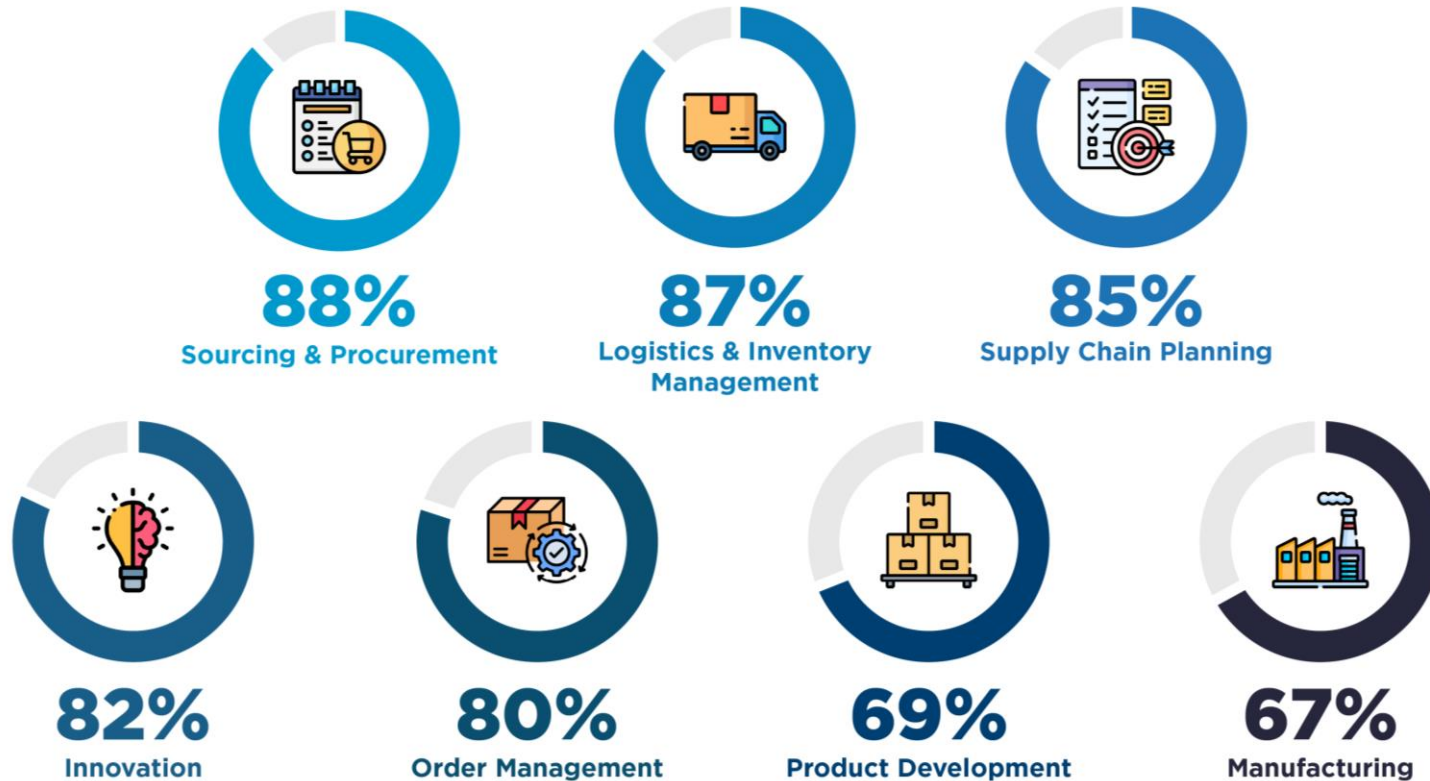 88%
Sourcing & Procurement
87%
Logistics & Inventory
Management
85%
Supply Chain Planning
82%
Innovation
80%
Order Management
69%
Product Development
67%
Manufacturing